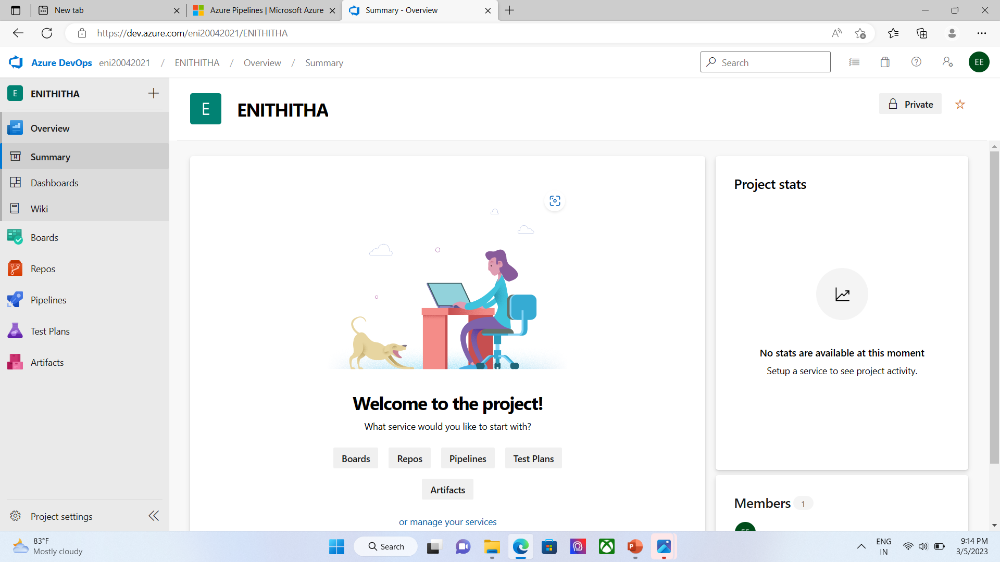 New tab
Azure Pipelines | Microsoft Azure
Summary - Overview
https://dev.azure.com/eni20042021/ENITHITHA
Azure DevOps eni20042021 / ENITHITHA / Overview / Summary
Search
EE
E ENITHITHA
Overview
Summary
Dashboards
Wiki
Boards
Repos
Pipelines
Test Plans
Artifacts
Project settings
E ENITHITHA
Private
Welcome to the project!
What service would you like to start with?
Boards Repos Pipelines Test Plans
Artifacts
or manage your services
Project stats
No stats are available at this moment
Setup a service to see project activity.
Members 1
83°F
Mostly cloudy
Search
ENG
IN
9:14 PM
3/5/2023